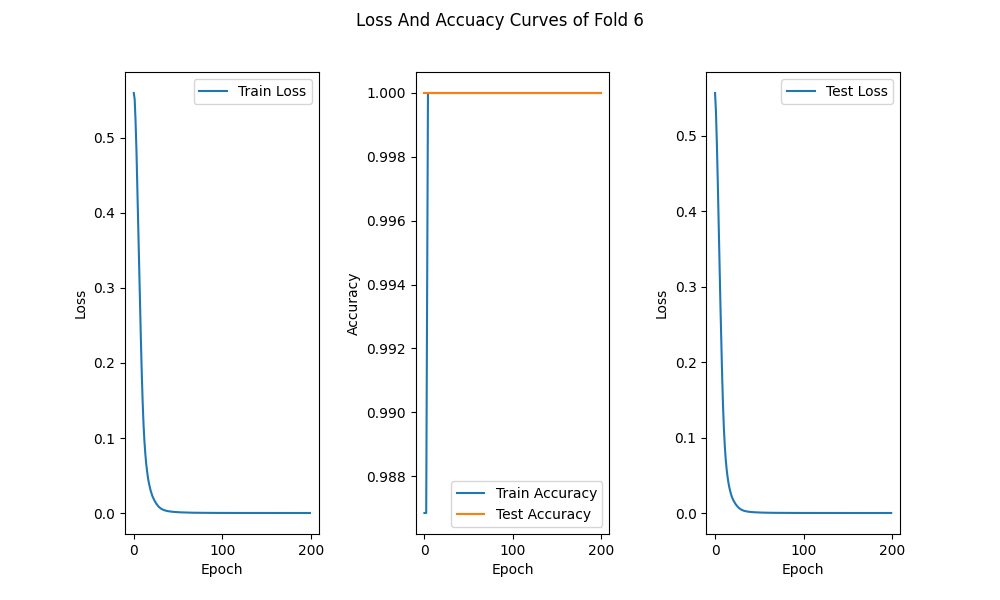 Loss And Accuacy Curves of Fold 6
Train Loss
0.5
0.4
0.3
0.2
0.1
0.0
Loss
0 100 200
Epoch
1.000
0.998
0.996
0.994
0.992
0.990
0.988
Accuracy
Train Accuracy
Test Accuracy
0 100 200
Epoch
Test Loss
0.5
0.4
0.3
0.2
0.1
0.0
Loss
0 100 200
Epoch